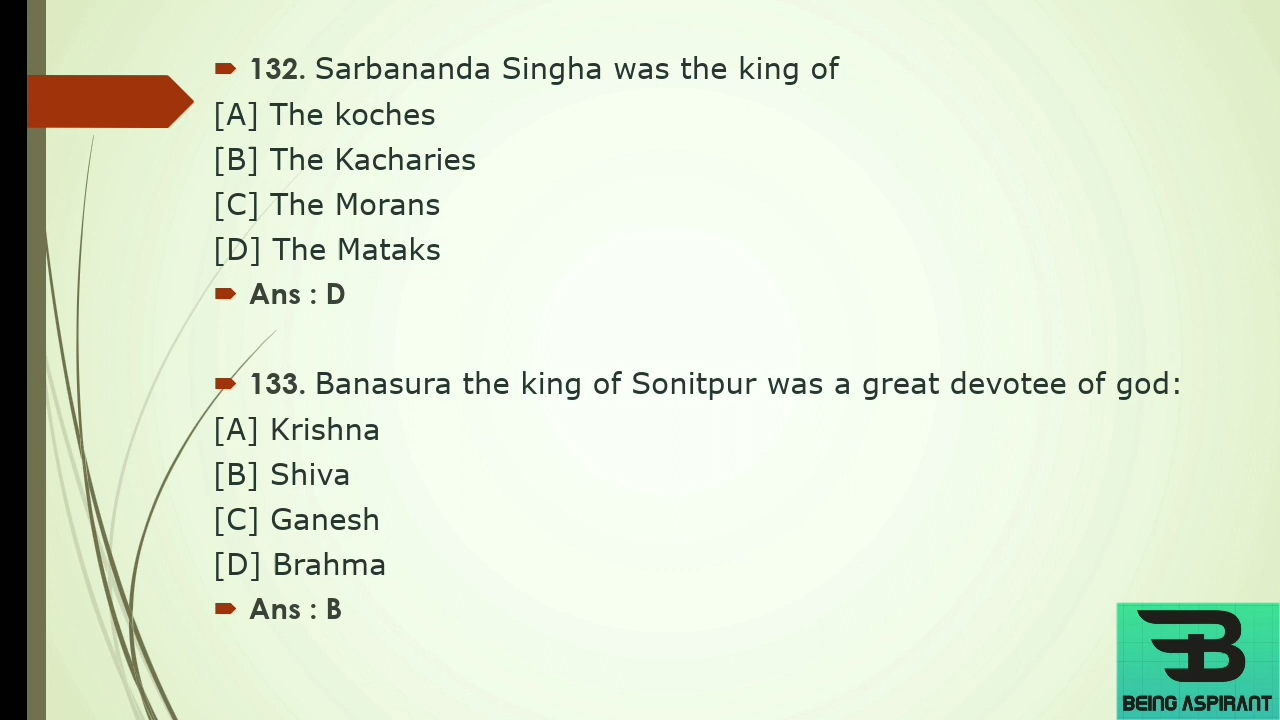 132. Sarbananda Singha was the king of
[A] The koches
[B] The Kacharies
[C] The Morans
[D] The Mataks
Ans : D
133. Banasura the king of Sonitpur was a great devotee of god:
[A] Krishna
[B] Shiva
[C] Ganesh
[D] Brahma
Ans : B
BEING ASPIRANT